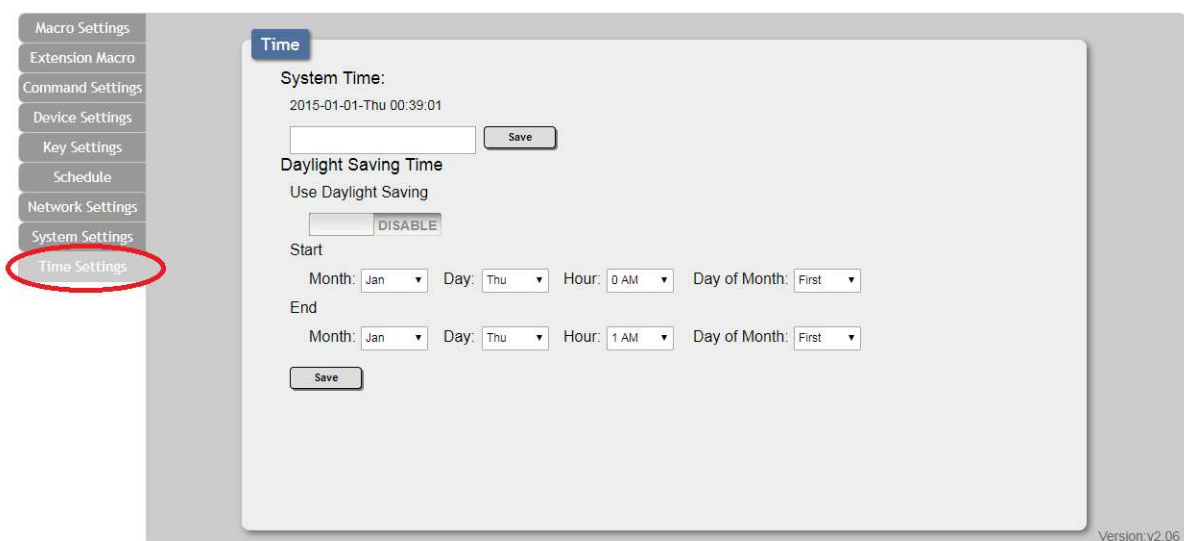 Macro Settings
Extension Macro
Command Settings
Device Settings
Key Settings
Schedule
Network Settings
System Settings
Time Settings
Time
System Time:
2015-01-01-Thu 00:39:01
Save
Daylight Saving Time
Use Daylight Saving
DISABLE
Start
Month: Jan Day: Thu Hour: 0 AM Day of Month: First
End
Month: Jan Day: Thu Hour: 1 AM Day of Month: First
Save
Version:v2.06